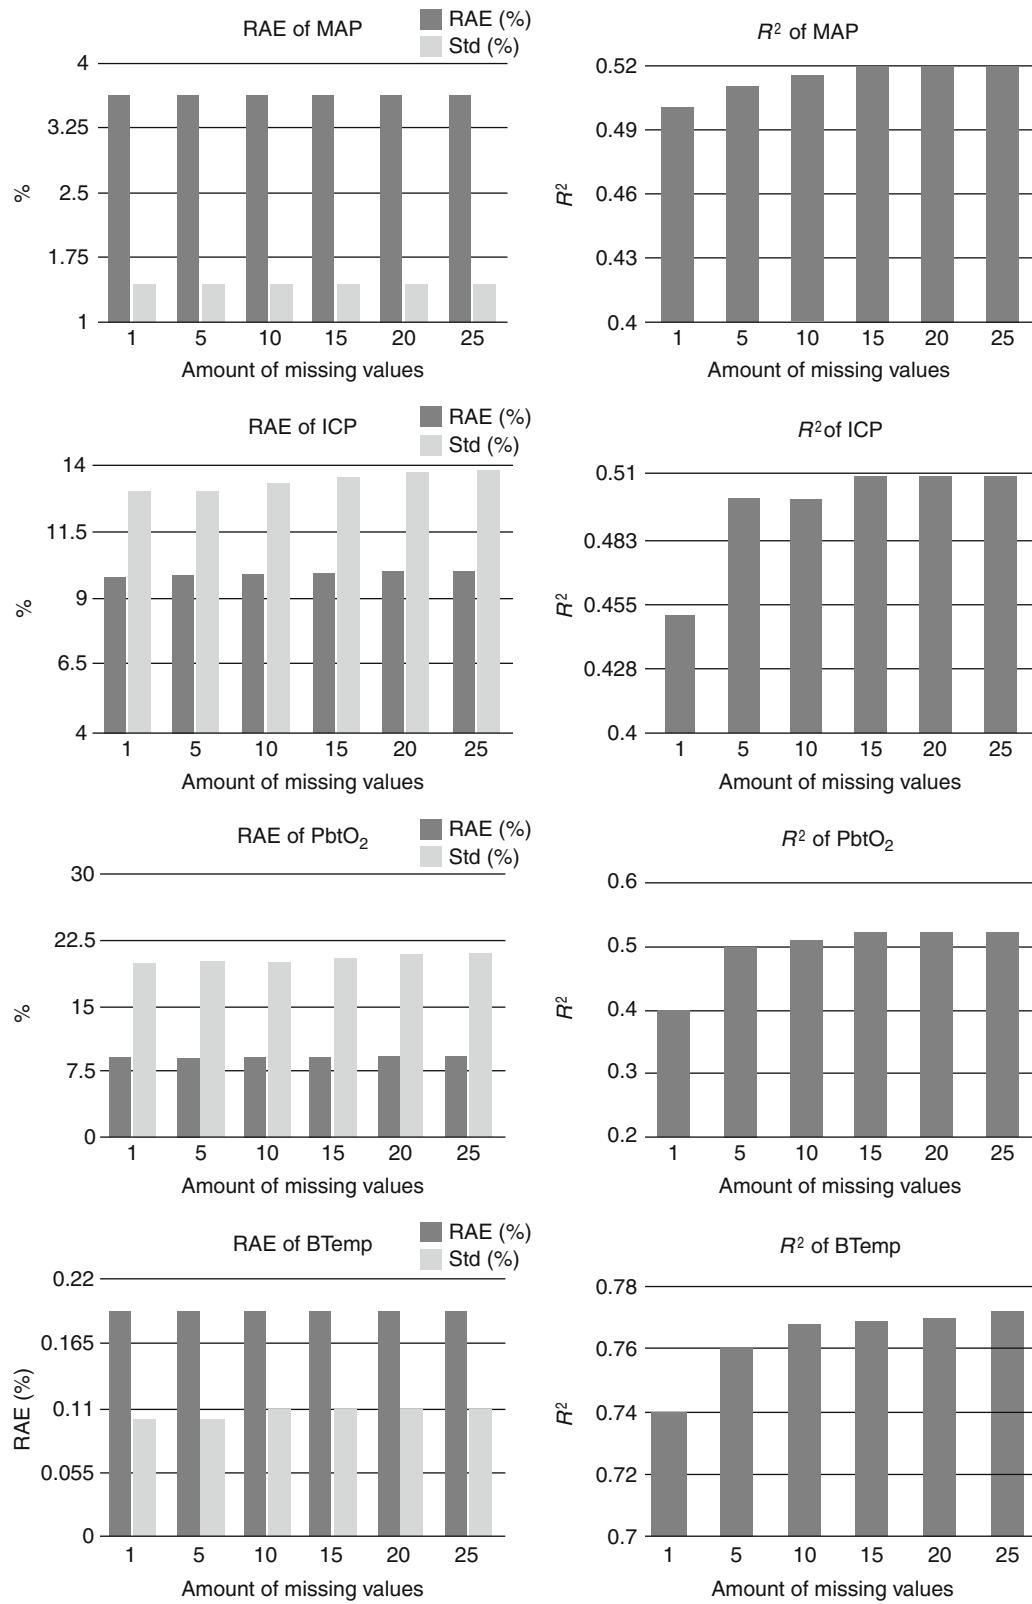 RAE of MAP
RAE (%)
Std (%)
4
3.25
2.5
1.75
1
%
1 5 10 15 20 25
Amount of missing values
R² of MAP
0.52
0.49
0.46
0.43
0.4
R²
1 5 10 15 20 25
Amount of missing values
RAE of ICP
RAE (%)
Std (%)
14
11.5
9
6.5
4
%
1 5 10 15 20 25
Amount of missing values
R² of ICP
0.51
0.483
0.455
0.428
0.4
R²
1 5 10 15 20 25
Amount of missing values
RAE of PbtO₂
RAE (%)
Std (%)
30
22.5
15
7.5
0
%
1 5 10 15 20 25
Amount of missing values
R² of PbtO₂
0.6
0.5
0.4
0.3
0.2
R²
1 5 10 15 20 25
Amount of missing values
RAE of BTemp
RAE (%)
Std (%)
0.22
0.165
0.11
0.055
0
RAE (%)
1 5 10 15 20 25
Amount of missing values
R² of BTemp
0.78
0.76
0.74
0.72
0.7
R²
1 5 10 15 20 25
Amount of missing values